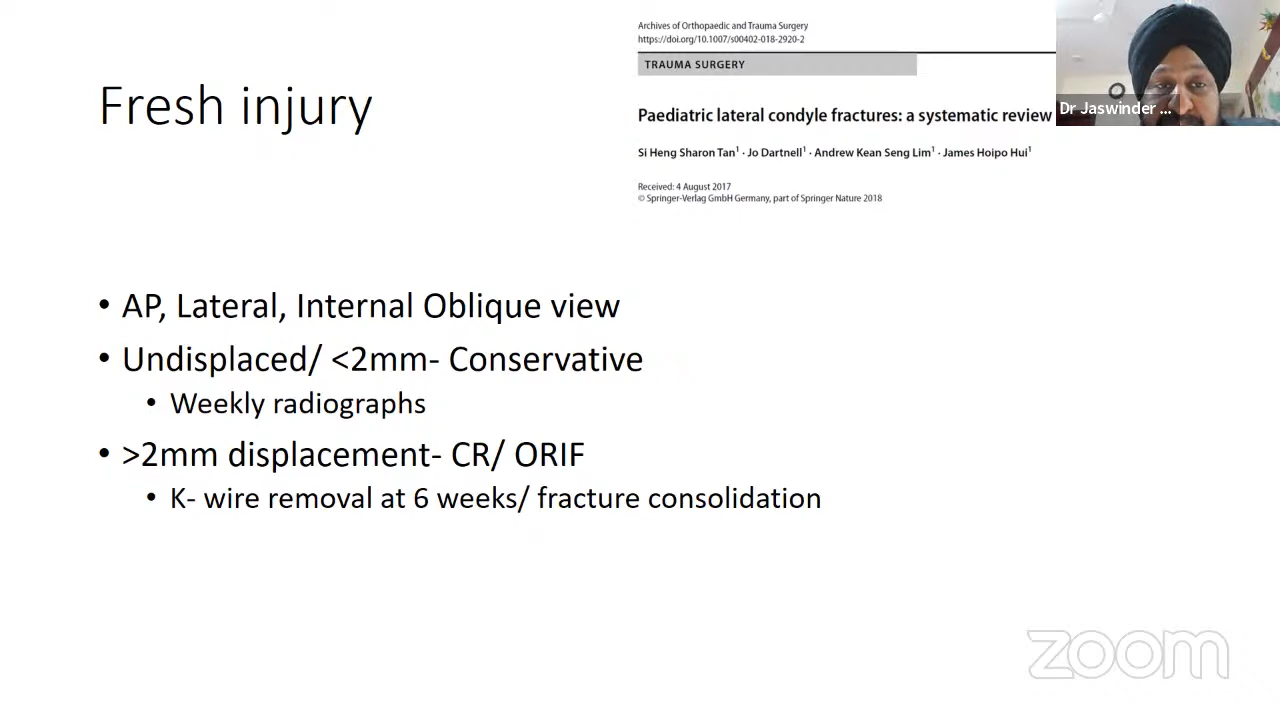 Archives of Orthopaedic and Trauma Surgery
https://doi.org/10.1007/s00402-018-2920-2
TRAUMA SURGERY
Paediatric lateral condyle fractures: a systematic review
Si Heng Sharon Tan1 · Jo Dartnell1 · Andrew Kean Seng Lim1 · James Hoipo Hui1
Received: 4 August 2017
© Springer-Verlag GmbH Germany, part of Springer Nature 2018
Dr Jaswinder ...
Fresh injury
• AP, Lateral, Internal Oblique view
• Undisplaced/ <2mm- Conservative
• Weekly radiographs
• >2mm displacement- CR/ ORIF
• K- wire removal at 6 weeks/ fracture consolidation
zoom